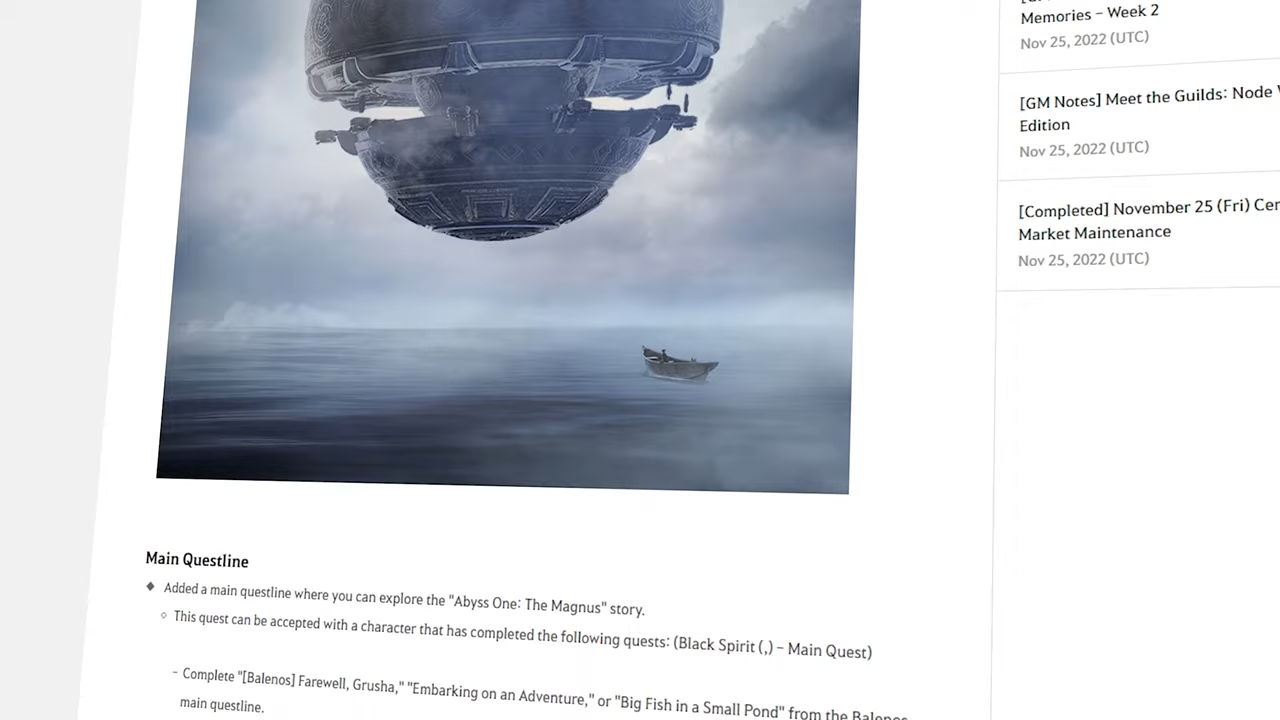 Memories – Week 2
Nov 25, 2022 (UTC)
[GM Notes] Meet the Guilds: Node
Edition
Nov 25, 2022 (UTC)
[Completed] November 25 (Fri)
Market Maintenance
Nov 25, 2022 (UTC)
Main Questline
◆ Added a main questline where you can explore the "Abyss One: The Magnus" story.
◇ This quest can be accepted with a character that has completed the following quests: (Black Spirit (,) – Main Quest)
– Complete "[Balenos] Farewell, Grusha," "Embarking on an Adventure," or "Big Fish in a Small Pond" from the Balenos
main questline.